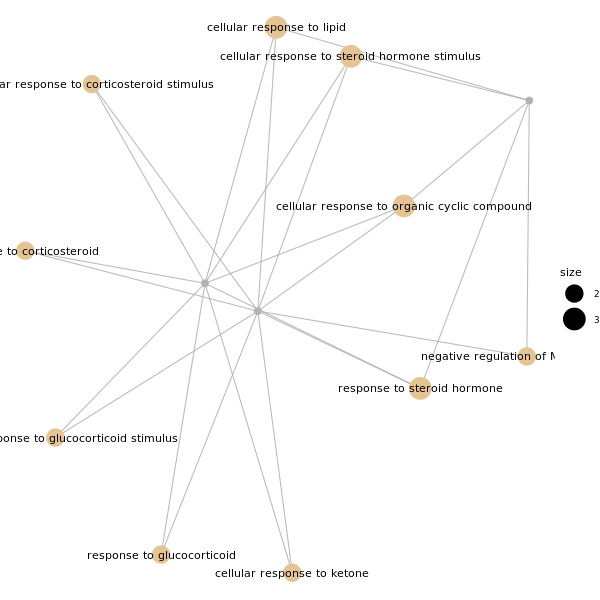 cellular response to lipid
cellular response to steroid hormone stimulus
response to corticosteroid stimulus
cellular response to organic cyclic compound
to corticosteroid
size
2
3
negative regulation of
response to steroid hormone
to glucocorticoid stimulus
response to glucocorticoid
cellular response to ketone